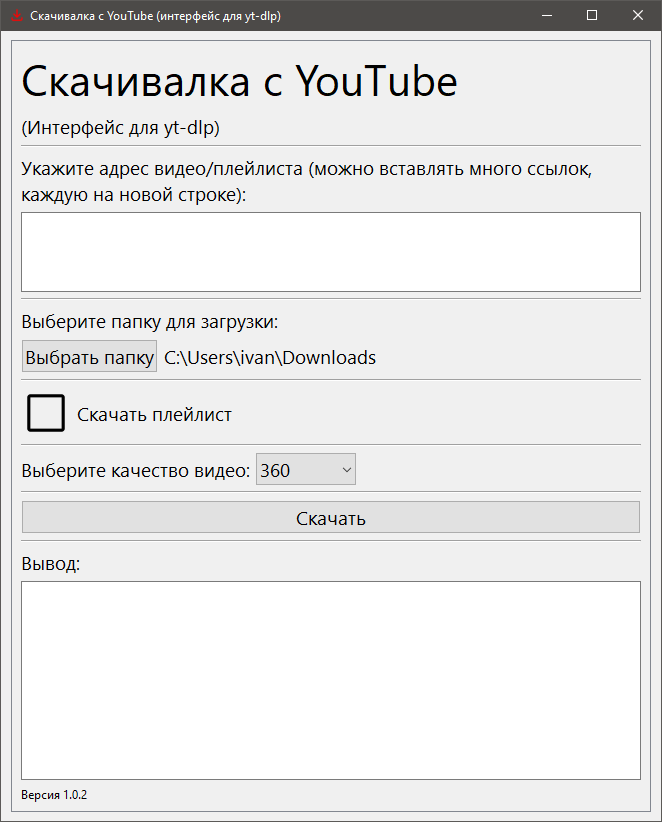 Скачивалка с YouTube (интерфейс для yt-dlp)
Скачивалка с YouTube
(Интерфейс для yt-dlp)
Укажите адрес видео/плейлиста (можно вставлять много ссылок,
каждую на новой строке):
Выберите папку для загрузки:
Выбрать папку C:\Users\ivan\Downloads
Скачать плейлист
Выберите качество видео: 360
Скачать
Вывод:
Версия 1.0.2